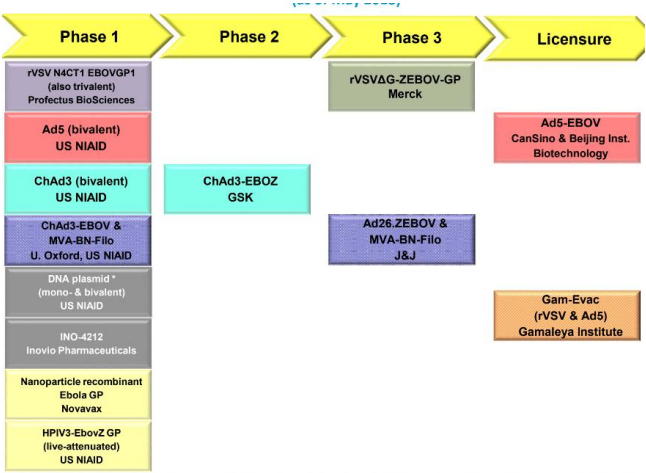 Phase 1
Phase 2
Phase 3
Licensure
rVSV N4CT1 EBOVGP1
(also trivalent)
Profectus BioSciences
Ad5 (bivalent)
US NIAID
ChAd3 (bivalent)
US NIAID
ChAd3-EBOV &
MVA-BN-Filo
U. Oxford, US NIAID
DNA plasmid *
(mono- & bivalent)
US NIAID
INO-4212
Inovio Pharmaceuticals
Nanoparticle recombinant
Ebola GP
Novavax
HPIV3-EbovZ GP
(live-attenuated)
US NIAID
ChAd3-EBOZ
GSK
rVSVΔG-ZEBOV-GP
Merck
Ad26.ZEBOV &
MVA-BN-Filo
J&J
Ad5-EBOV
CanSino & Beijing Inst.
Biotechnology
Gam-Evac
(rVSV & Ad5)
Gamaleya Institute